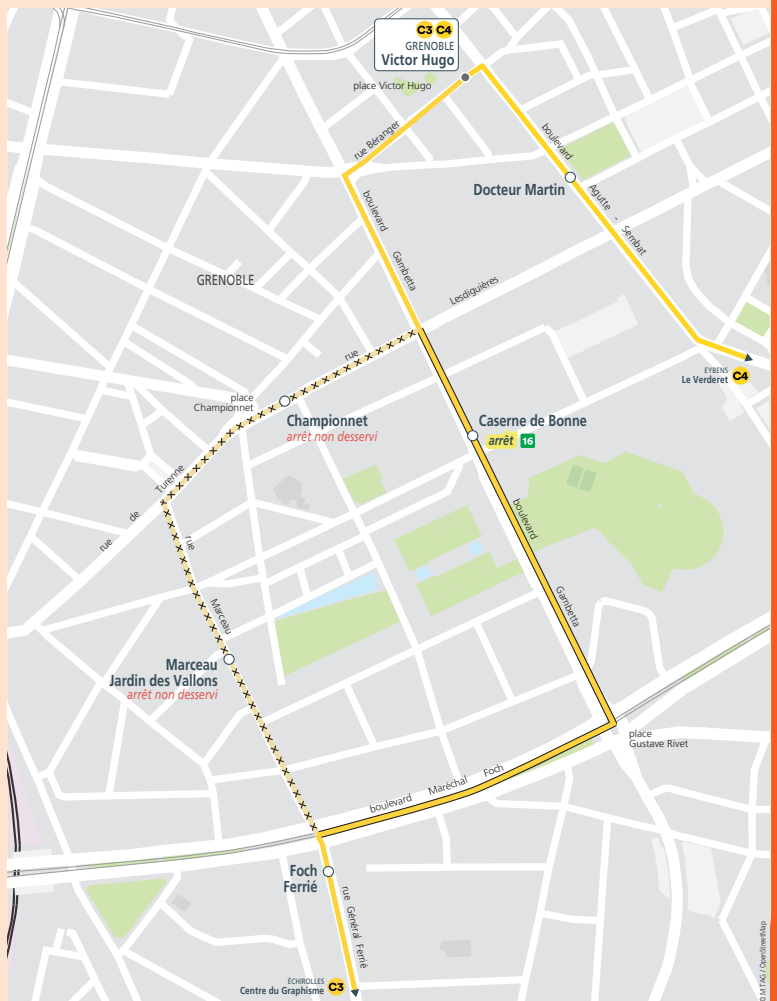 C3 C4
GRENOBLE
Victor Hugo
place Victor Hugo
rue Béranger
boulevard
Docteur Martin
Agutte - Sembat
boulevard
Gambetta
GRENOBLE
Lesdiguières
rue
EYBENS
Le Verderet C4
place
Championnet
Championnet
arrêt non desservi
Caserne de Bonne
arrêt 16
Turenne
de
rue
boulevard
rue
Gambetta
Marceau
Marceau
Jardin des Vallons
arrêt non desservi
place
Gustave Rivet
boulevard Maréchal Foch
Foch
Ferrié
rue Général Ferrié
ÉCHIROLLES
Centre du Graphisme C3
© MTAG / OpenStreetMap